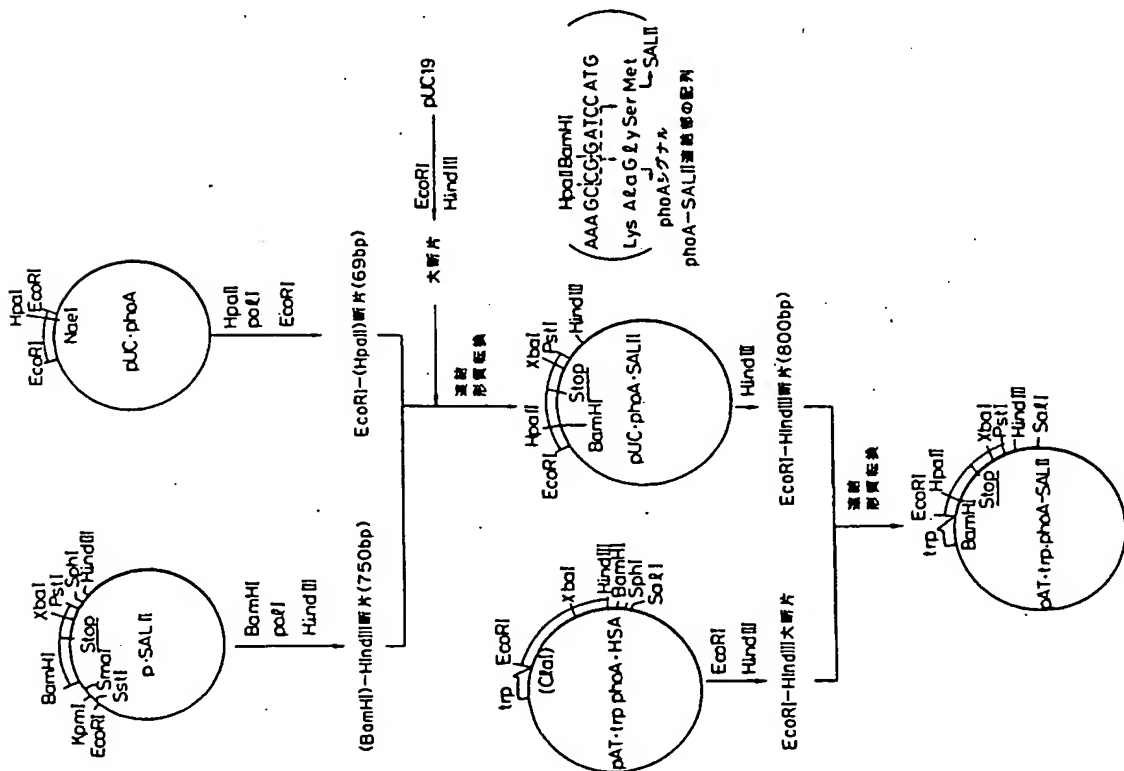 BamHI
XbaI
PstI
SphI
HindIII
Stop
KpnI
EcoRI
SmaI
SstI
p・SALII
BamHI
polI
HindIII
(BamHI)-HindIII断片(750bp)
HpaI
EcoRI
EcoRI
NaeI
pUC・phoA
HpaII
polI
EcoRI
EcoRI-(HpaII)断片(69bp)
pUC19
EcoRI
HindIII
大断片
連結
形質転換
HpaII
XbaI
PstI
Stop
HindIII
EcoRI
BamHI
pUC・phoA・SALII
HindIII
EcoRI-HindIII断片(800bp)
HpaIIBamHI
AAAGCCGGATCCATG
Lys Ala Gly Ser Met
phoAシグナル
SALII
phoA-SALII連結部の配列
trp
EcoRI
(ClaI)
XbaI
HindIII
BamHI
SphI
SalI
pAT・trp phoA・HSA
EcoRI
HindIII
EcoRI-HindIII大断片
連結
形質転換
trp
EcoRI
HpaII
BamHI
Stop
XbaI
PstI
HindIII
SalI
pAT・trp・phoA-SALII